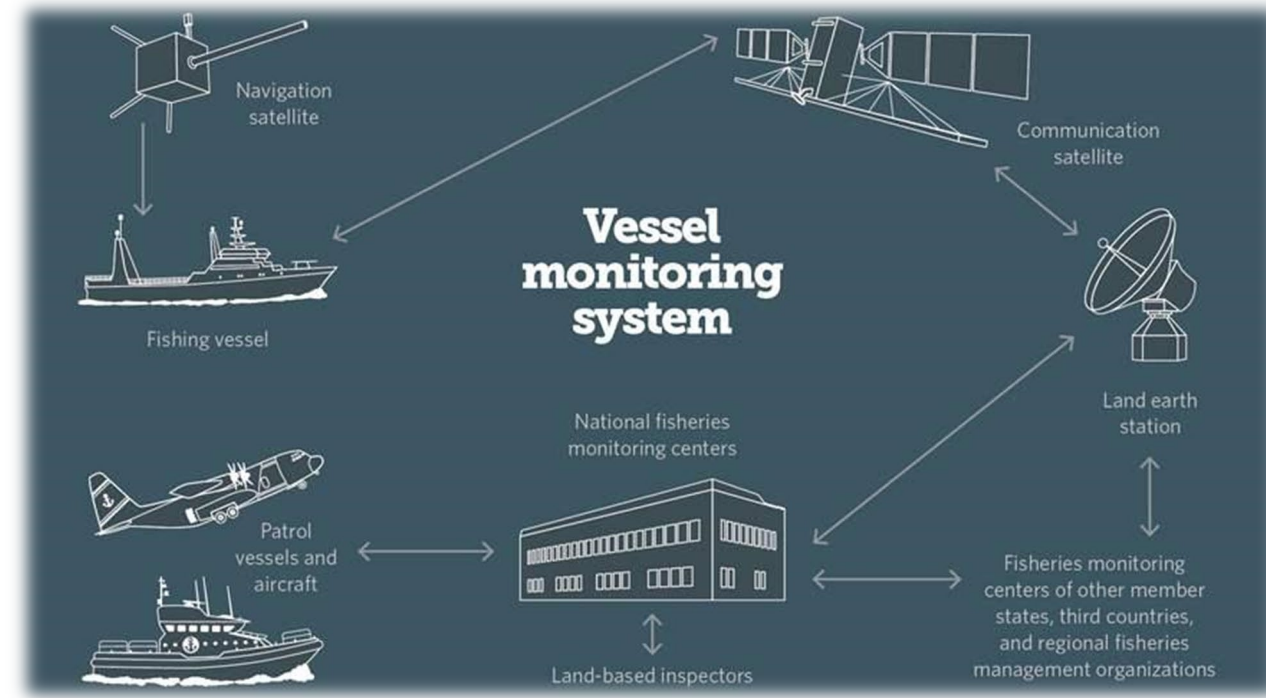 Navigation
satellite
Communication
satellite
Vessel
monitoring
system
Fishing vessel
Land earth
station
National fisheries
monitoring centers
Patrol
vessels and
aircraft
Fisheries monitoring
centers of other member
states, third countries,
and regional fisheries
management organizations
Land-based inspectors